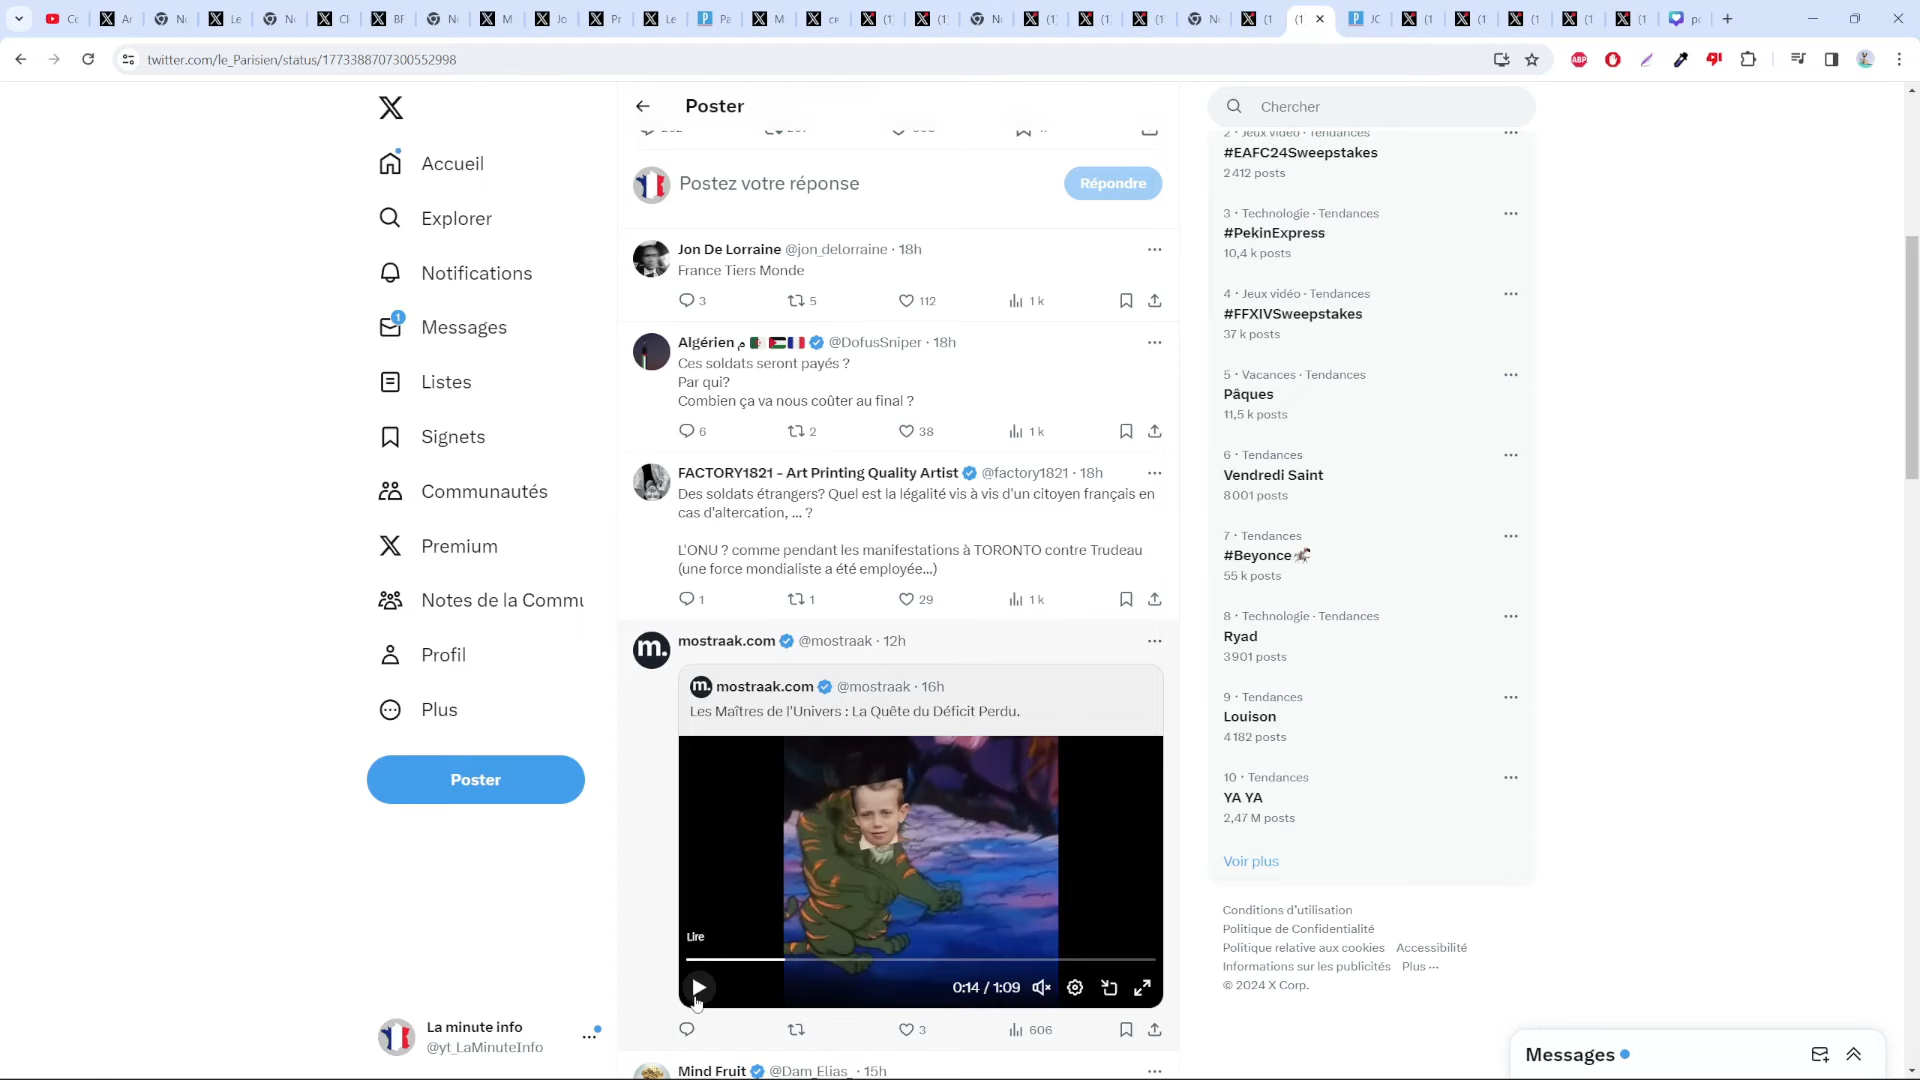 twitter.com/le_Parisien/status/1773388707300552998
Accueil
Explorer
Notifications
1
Messages
Listes
Signets
Communautés
Premium
Notes de la Commu
Profil
Plus
Poster
La minute info
@yt_LaMinuteInfo
Poster
Postez votre réponse
Répondre
Jon De Lorraine @jon_delorraine · 18h
France Tiers Monde
3 5 112 1 k
Algérien م @DofusSniper · 18h
Ces soldats seront payés ?
Par qui?
Combien ça va nous coûter au final ?
6 2 38 1 k
FACTORY1821 - Art Printing Quality Artist @factory1821 · 18h
Des soldats étrangers? Quel est la légalité vis à vis d'un citoyen français en
cas d'altercation, ... ?
L'ONU ? comme pendant les manifestations à TORONTO contre Trudeau
(une force mondialiste a été employée...)
1 1 29 1 k
m. mostraak.com @mostraak · 12h
m. mostraak.com @mostraak · 16h
Les Maîtres de l'Univers : La Quête du Déficit Perdu.
Lire
0:14 / 1:09
3 606
Mind Fruit @Dam_Elias_ · 15h
Chercher
2 · Jeux vidéo · Tendances
#EAFC24Sweepstakes
2 412 posts
3 · Technologie · Tendances
#PekinExpress
10,4 k posts
4 · Jeux vidéo · Tendances
#FFXIVSweepstakes
37 k posts
5 · Vacances · Tendances
Pâques
11,5 k posts
6 · Tendances
Vendredi Saint
8 001 posts
7 · Tendances
#Beyonce
55 k posts
8 · Technologie · Tendances
Ryad
3 901 posts
9 · Tendances
Louison
4 182 posts
10 · Tendances
YA YA
2,47 M posts
Voir plus
Conditions d'utilisation
Politique de Confidentialité
Politique relative aux cookies Accessibilité
Informations sur les publicités Plus ···
© 2024 X Corp.
Messages